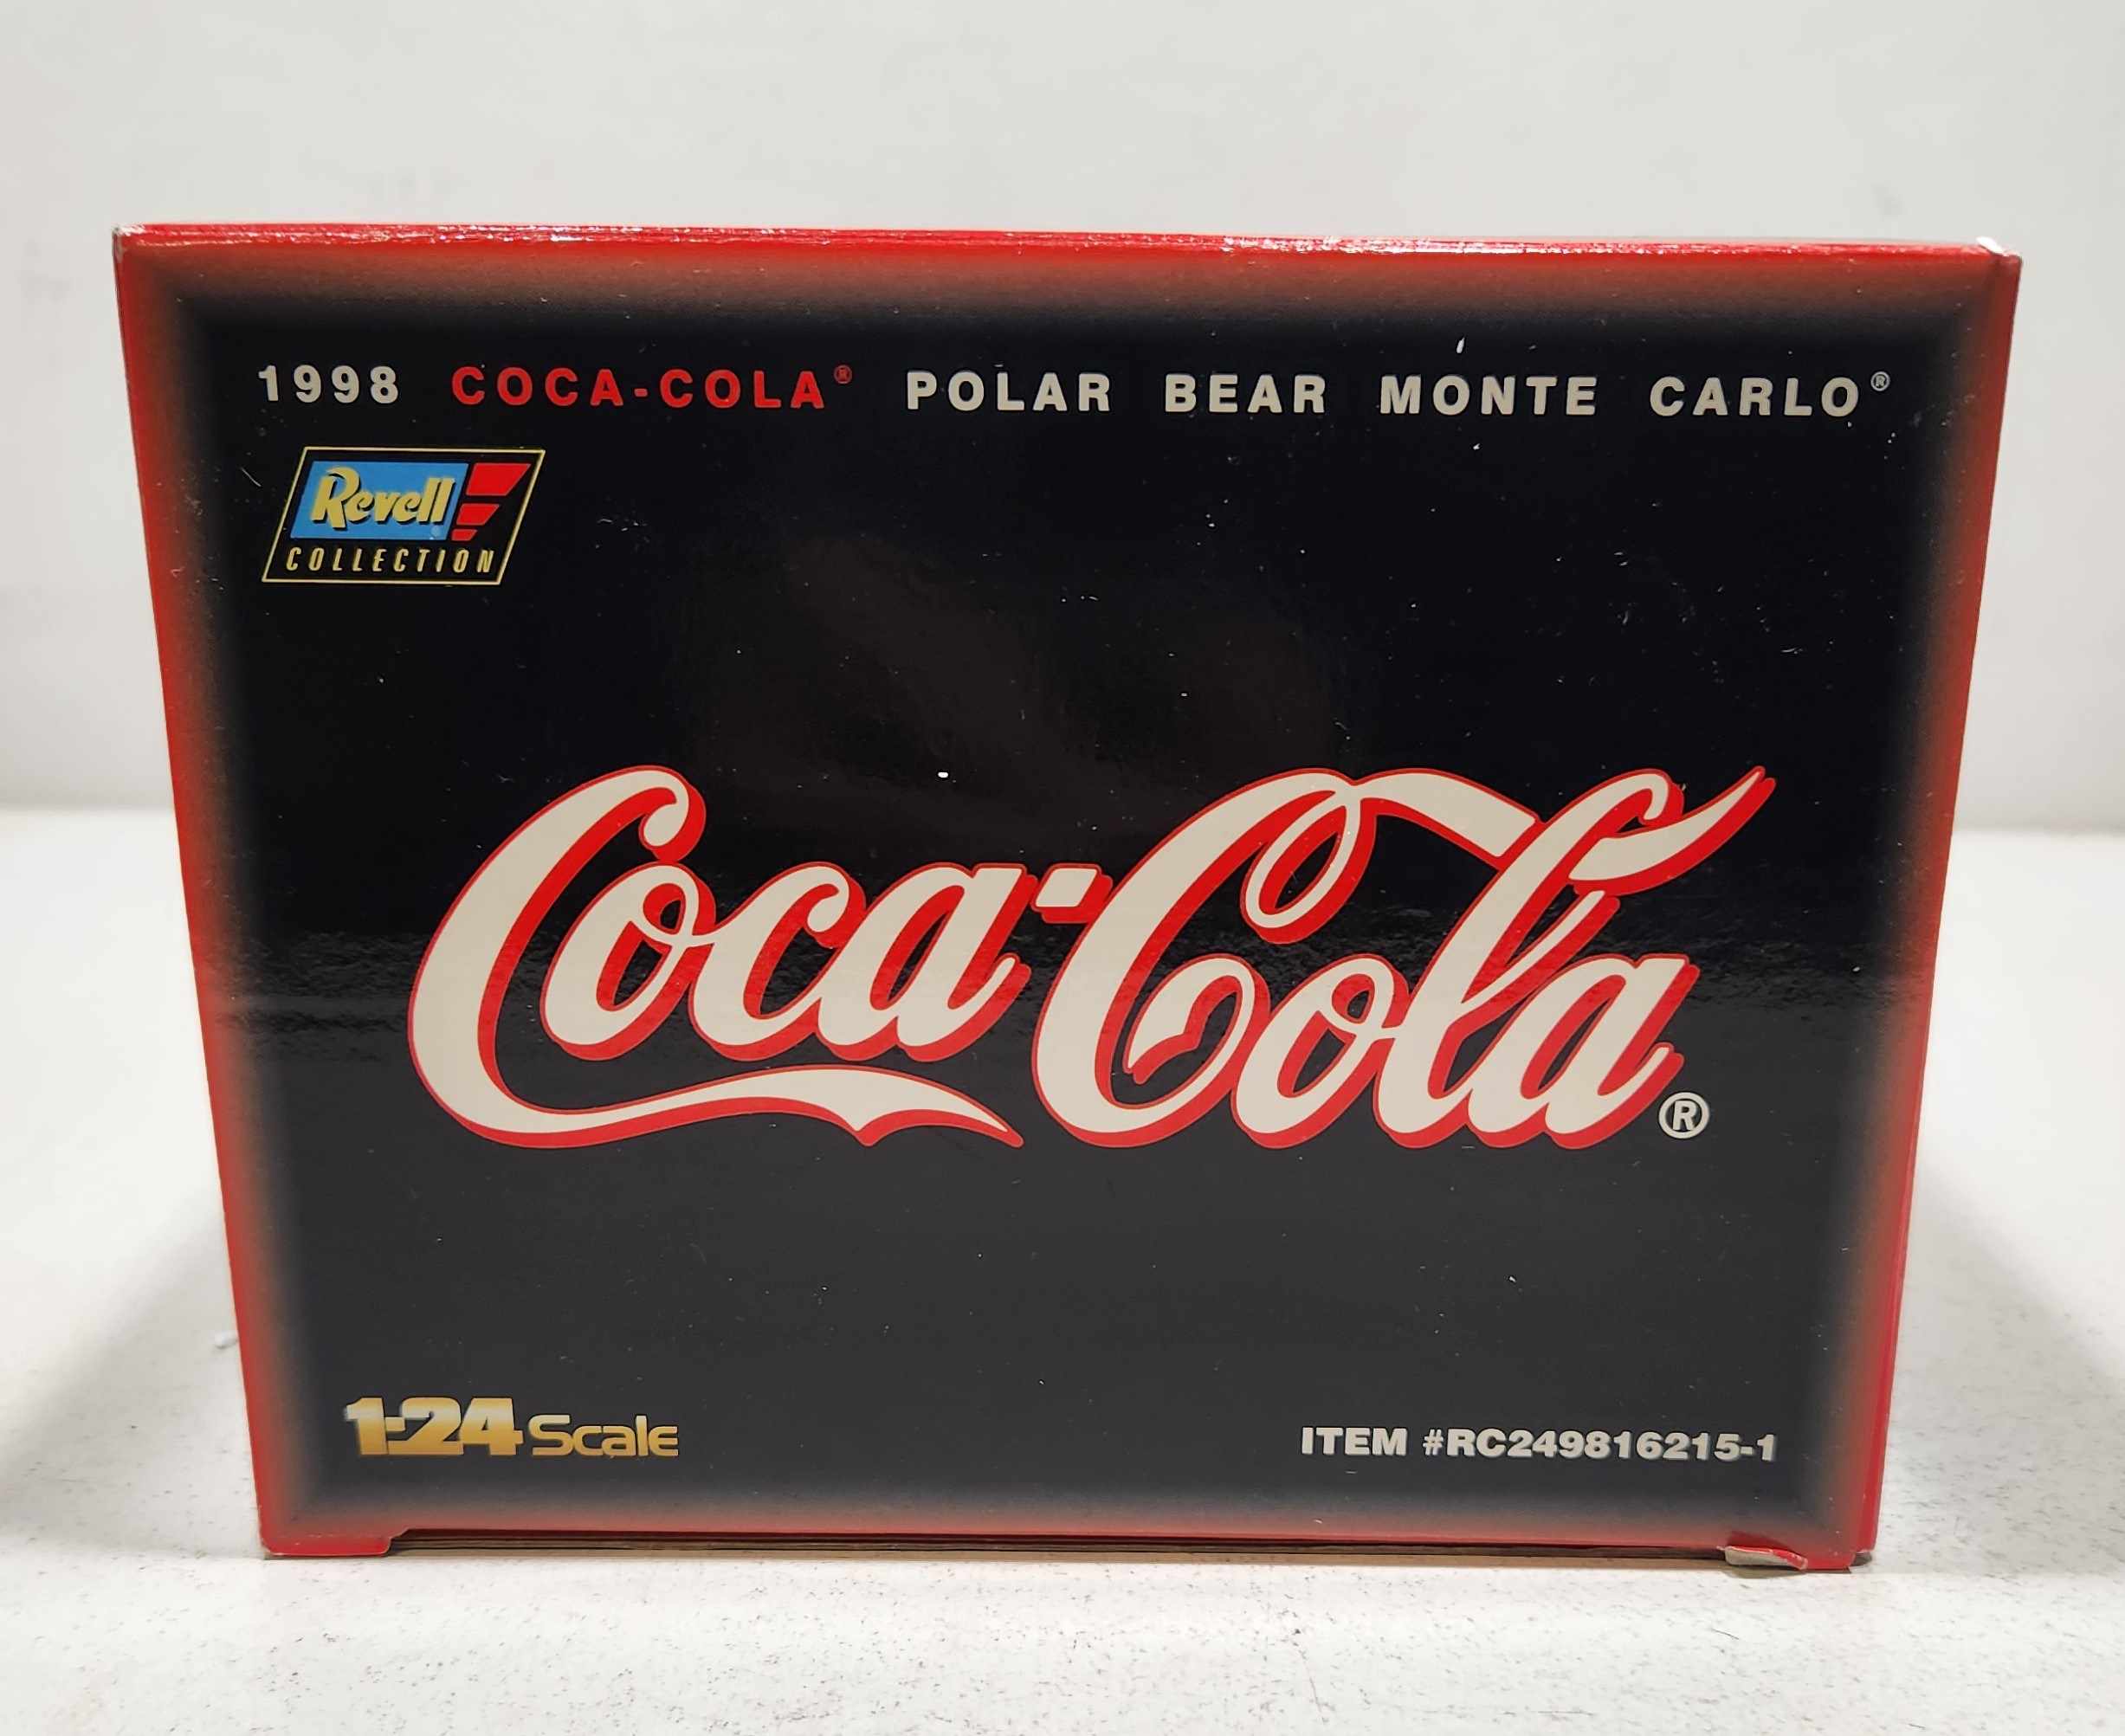 1998 COCA-COLA® POLAR BEAR MONTE CARLO®
Revell
COLLECTION
Coca-Cola®
1:24 Scale
ITEM #RC249816215-1